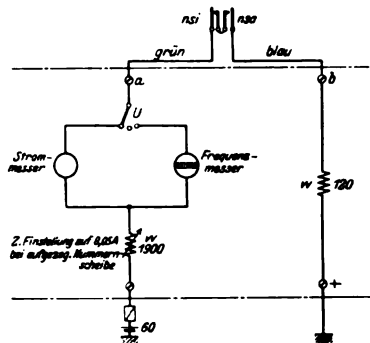 nsi nsa
grün blau
a b
U
Strom-
messer
Frequenz-
messer
w 120
Z. Einstellung auf 0,05A
bei aufgezog. Nummern
scheibe
w
1900
+
60